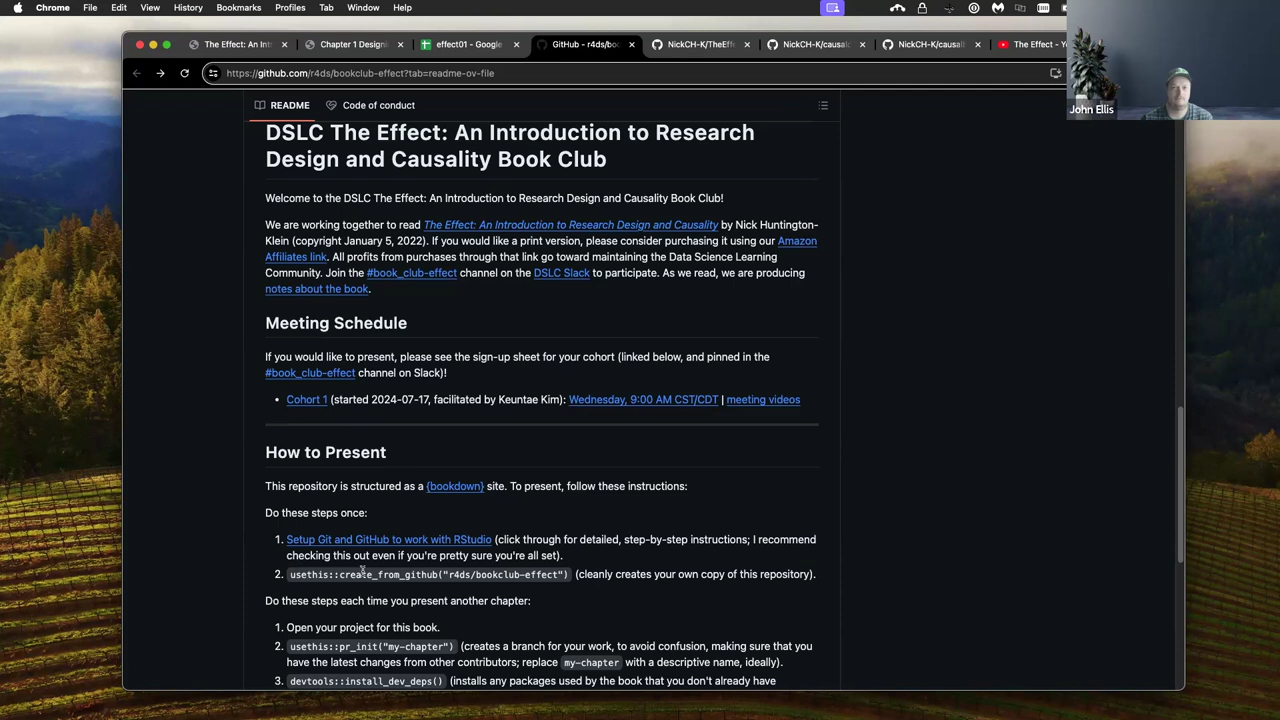 Chrome File Edit View History Bookmarks Profiles Tab Window Help
The Effect: An Int
Chapter 1 Designi
effect01 - Google
GitHub - r4ds/boo
NickCH-K/TheEffe
NickCH-K/causald
NickCH-K/causalb
The Effect - Yo
https://github.com/r4ds/bookclub-effect?tab=readme-ov-file
John Ellis
README Code of conduct
DSLC The Effect: An Introduction to Research
Design and Causality Book Club
Welcome to the DSLC The Effect: An Introduction to Research Design and Causality Book Club!
We are working together to read The Effect: An Introduction to Research Design and Causality by Nick Huntington-
Klein (copyright January 5, 2022). If you would like a print version, please consider purchasing it using our Amazon
Affiliates link. All profits from purchases through that link go toward maintaining the Data Science Learning
Community. Join the #book_club-effect channel on the DSLC Slack to participate. As we read, we are producing
notes about the book.
Meeting Schedule
If you would like to present, please see the sign-up sheet for your cohort (linked below, and pinned in the
#book_club-effect channel on Slack)!
• Cohort 1 (started 2024-07-17, facilitated by Keuntae Kim): Wednesday, 9:00 AM CST/CDT | meeting videos
How to Present
This repository is structured as a {bookdown} site. To present, follow these instructions:
Do these steps once:
1. Setup Git and GitHub to work with RStudio (click through for detailed, step-by-step instructions; I recommend
checking this out even if you're pretty sure you're all set).
2. usethis::create_from_github("r4ds/bookclub-effect") (cleanly creates your own copy of this repository).
Do these steps each time you present another chapter:
1. Open your project for this book.
2. usethis::pr_init("my-chapter") (creates a branch for your work, to avoid confusion, making sure that you
have the latest changes from other contributors; replace my-chapter with a descriptive name, ideally).
3. devtools::install_dev_deps() (installs any packages used by the book that you don't already have